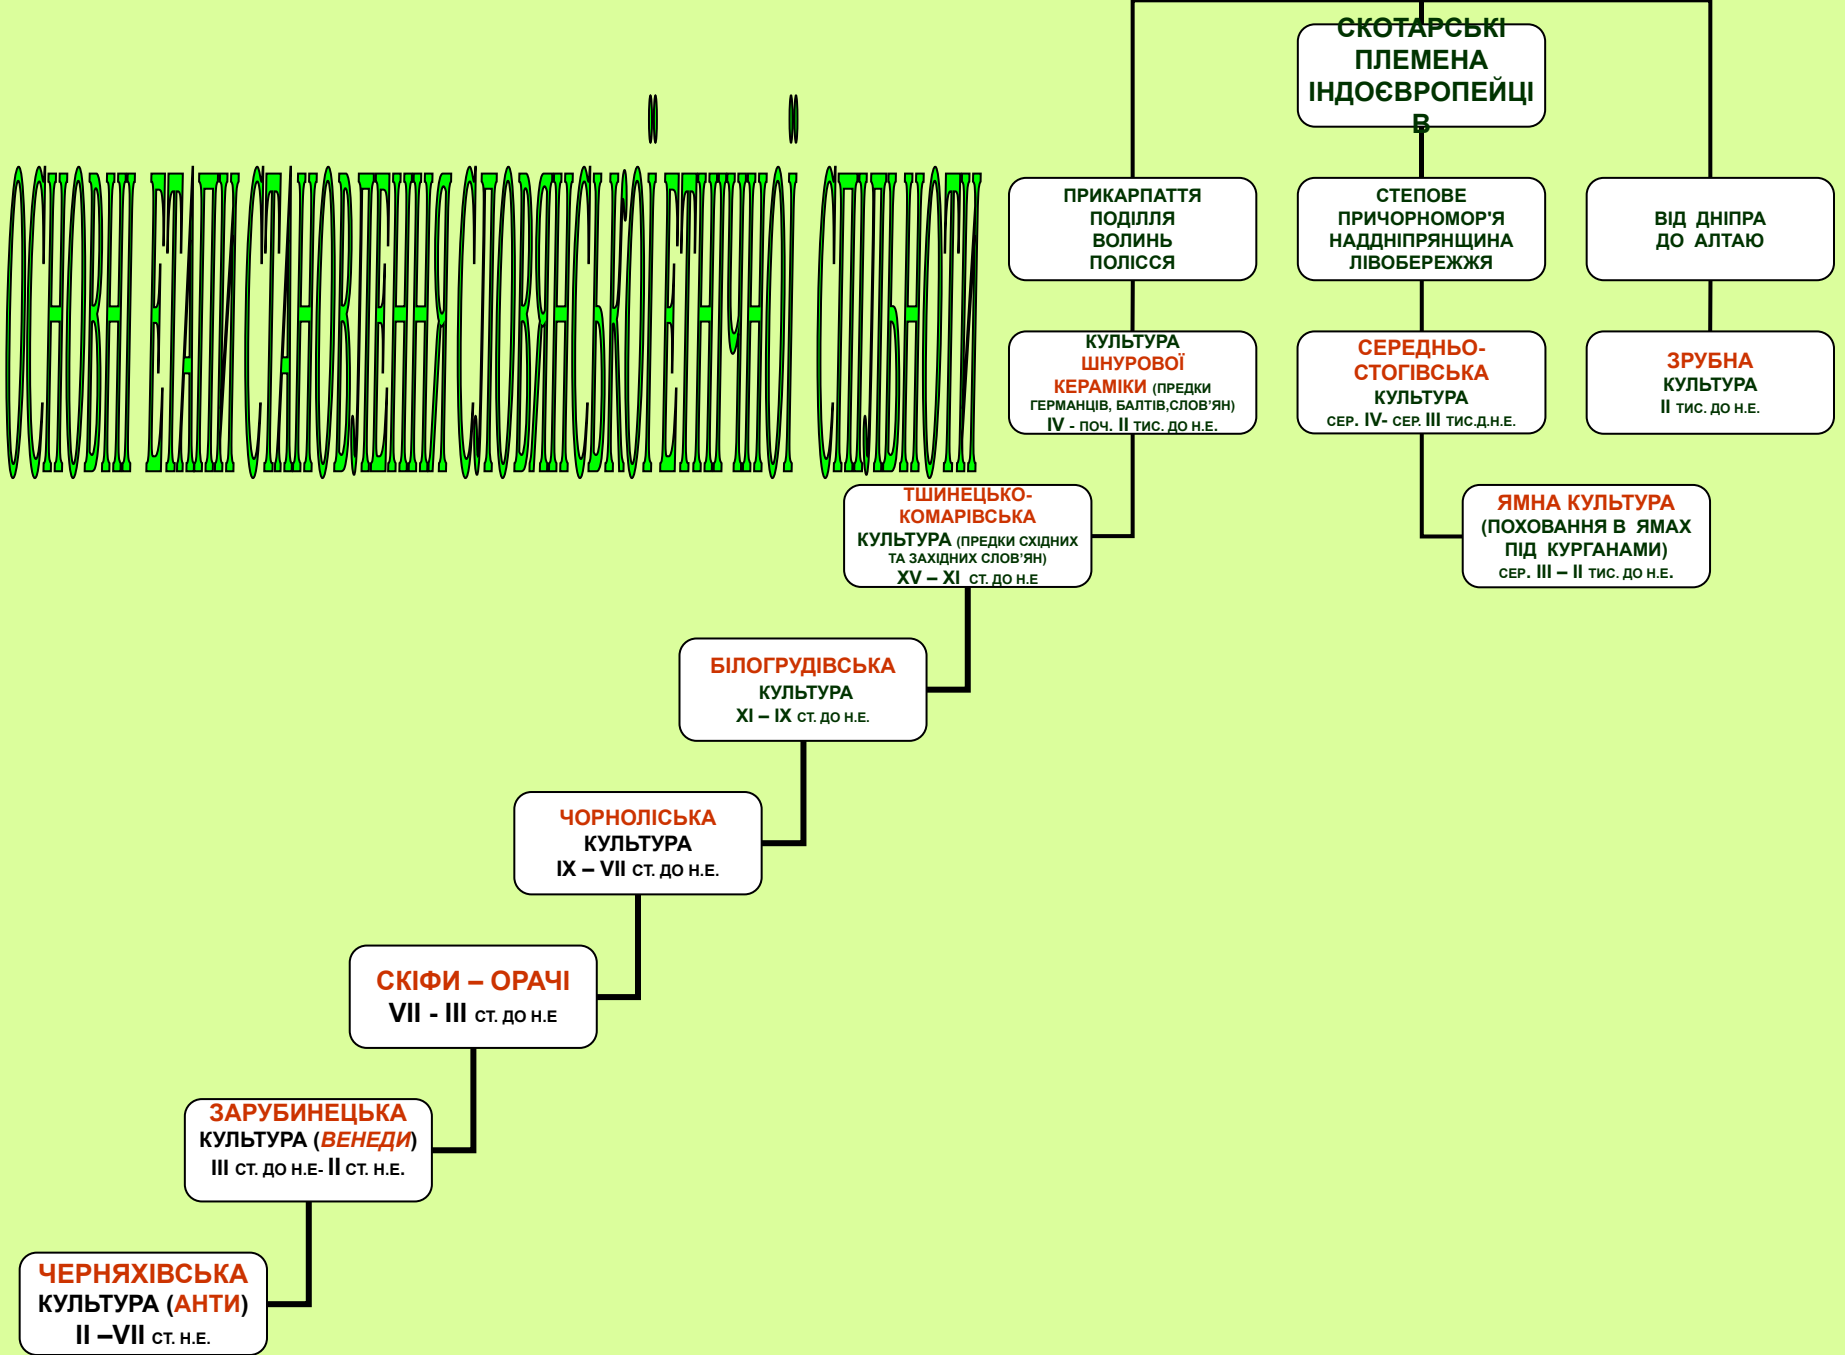 ОСНОВНІ ЕТАПИ СТАНОВЛЕННЯ СЛОВ'ЯНСЬКОЇ ЕТНІЧНОЇ СПІЛЬНОТИ
СКОТАРСЬКІ
ПЛЕМЕНА
ІНДОЄВРОПЕЙЦІ
В
ПРИКАРПАТТЯ
ПОДІЛЛЯ
ВОЛИНЬ
ПОЛІССЯ
СТЕПОВЕ
ПРИЧОРНОМОР'Я
НАДДНІПРЯНЩИНА
ЛІВОБЕРЕЖЖЯ
ВІД ДНІПРА
ДО АЛТАЮ
КУЛЬТУРА
ШНУРОВОЇ
КЕРАМІКИ (ПРЕДКИ
ГЕРМАНЦІВ, БАЛТІВ,СЛОВ’ЯН)
IV - ПОЧ. II ТИС. ДО Н.Е.
СЕРЕДНЬО-
СТОГІВСЬКА
КУЛЬТУРА
СЕР. IV- СЕР. III ТИС.Д.Н.Е.
ЗРУБНА
КУЛЬТУРА
II ТИС. ДО Н.Е.
ТШИНЕЦЬКО-
КОМАРІВСЬКА
КУЛЬТУРА (ПРЕДКИ СХІДНИХ
ТА ЗАХІДНИХ СЛОВ’ЯН)
XV – XI СТ. ДО Н.Е
ЯМНА КУЛЬТУРА
(ПОХОВАННЯ В ЯМАХ
ПІД КУРГАНАМИ)
СЕР. III – II ТИС. ДО Н.Е.
БІЛОГРУДІВСЬКА
КУЛЬТУРА
XI – IX СТ. ДО Н.Е.
ЧОРНОЛІСЬКА
КУЛЬТУРА
IX – VII СТ. ДО Н.Е.
СКІФИ – ОРАЧІ
VII - III СТ. ДО Н.Е
ЗАРУБИНЕЦЬКА
КУЛЬТУРА (ВЕНЕДИ)
III СТ. ДО Н.Е- II СТ. Н.Е.
ЧЕРНЯХІВСЬКА
КУЛЬТУРА (АНТИ)
II –VII СТ. Н.Е.